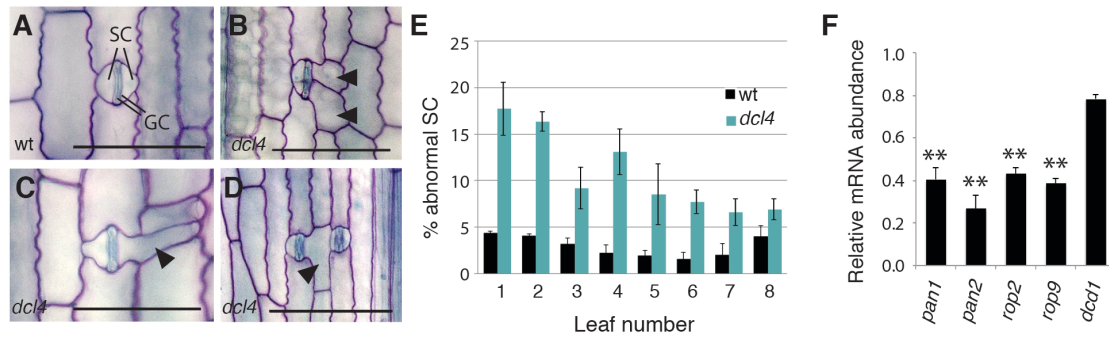 A
SC
GC
wt
B
dcl4
C
dcl4
D
dcl4
E
% abnormal SC
25
20
15
10
5
0
wt
dcl4
1 2 3 4 5 6 7 8
Leaf number
F
Relative mRNA abundance
1.0
0.8
0.6
0.4
0.2
0.0
** ** ** **
pan1 pan2 rop2 rop9 dcd1